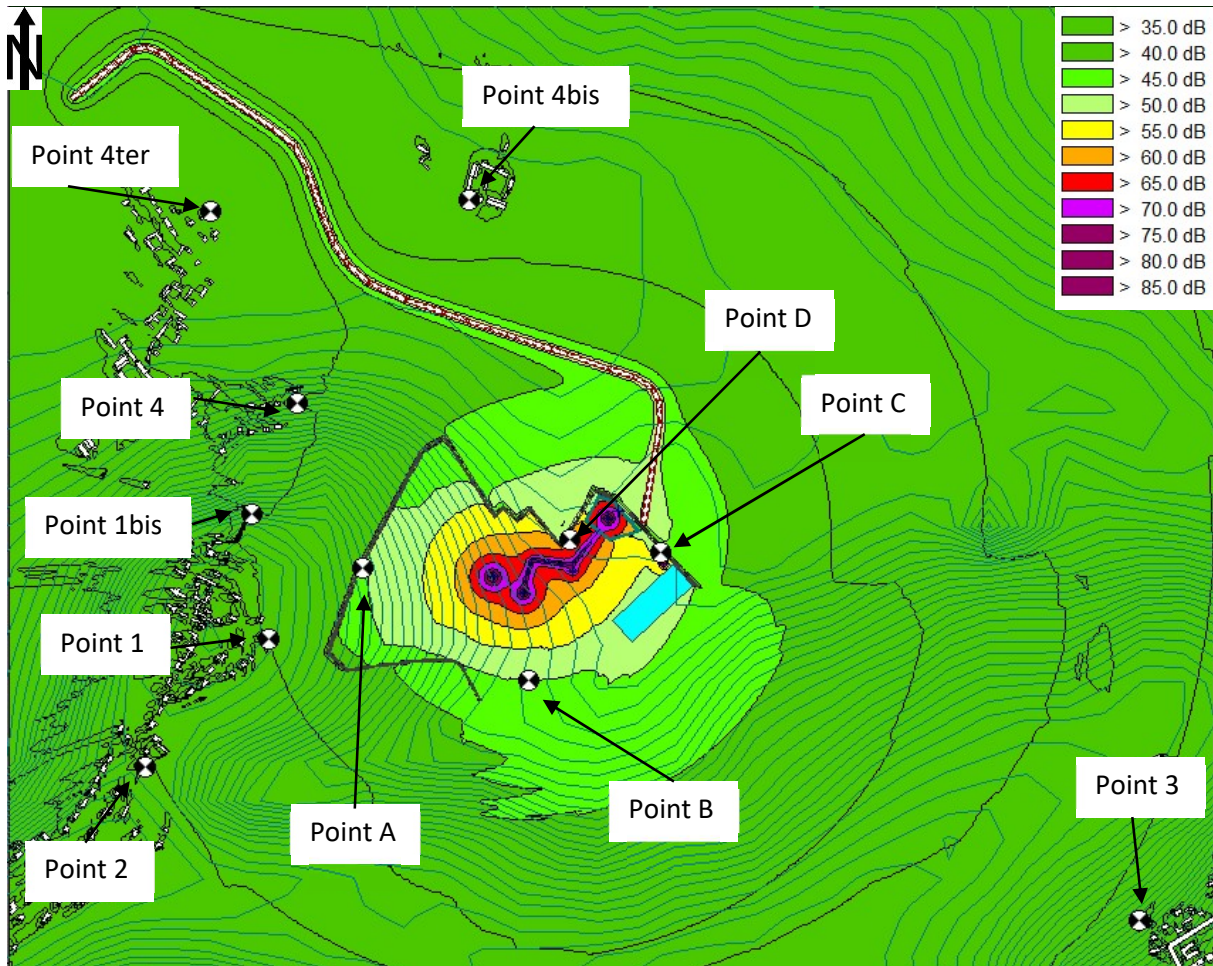 N
> 35.0 dB
> 40.0 dB
> 45.0 dB
> 50.0 dB
> 55.0 dB
> 60.0 dB
> 65.0 dB
> 70.0 dB
> 75.0 dB
> 80.0 dB
> 85.0 dB
Point 4bis
Point 4ter
Point D
Point C
Point 4
Point 1bis
Point 1
Point 3
Point B
Point A
Point 2